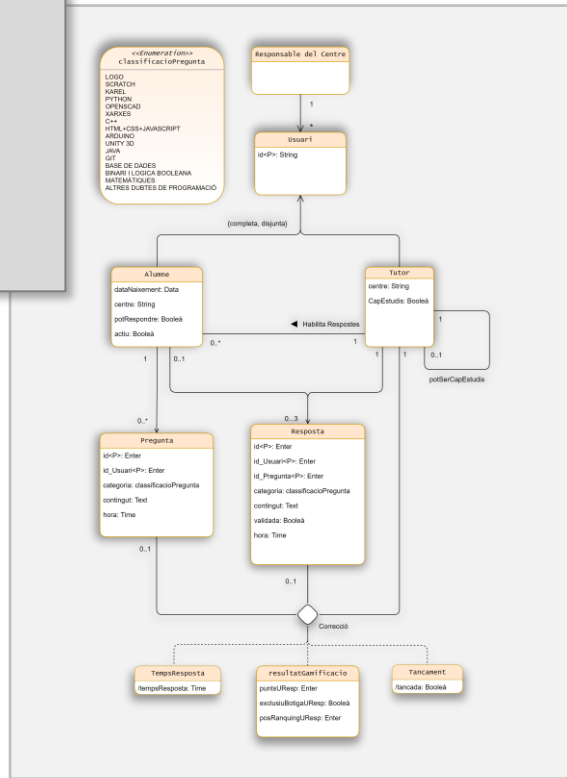 <<Enumeration>>
classificacioPregunta
LOGO
SCRATCH
KAREL
PYTHON
OPENSCAD
XARXES
C++
HTML+CSS+JAVASCRIPT
ARDUINO
UNITY 3D
JAVA
GIT
BASE DE DADES
BINARI I LOGICA BOOLEANA
MATEMÀTIQUES
ALTRES DUBTES DE PROGRAMACIÓ
Responsable del Centre
1
*
Usuari
id<P>: String
{completa, disjunta}
Alumne
dataNaixement: Data
centre: String
potRespondre: Booleà
actiu: Booleà
Tutor
centre: String
CapEstudis: Booleà
1
0..1
potSerCapEstudis
◄ Habilita Respostes
0..*
1
1
0..1
1
1
0..*
0..3
Pregunta
id<P>: Enter
id_Usuari<P>: Enter
categoria: classificacioPregunta
contingut: Text
hora: Time
Resposta
id<P>: Enter
id_Usuari<P>: Enter
id_Pregunta<P>: Enter
categoria: classificacioPregunta
contingut: Text
validada: Booleà
hora: Time
0..1
0..1
Correcció
TempsResposta
/tempsResposta: Time
resultatGamificacio
puntsUResp: Enter
exclusiuBotigaUResp: Booleà
posRanquingUResp: Enter
Tancament
/tancada: Booleà